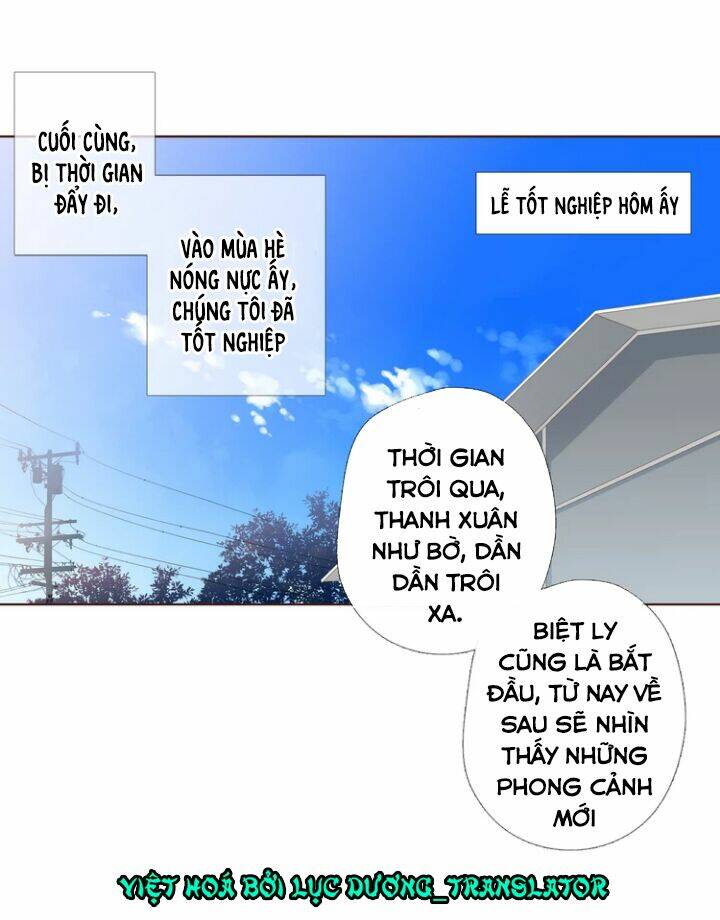 CUỐI CÙNG,
BỊ THỜI GIAN
ĐẨY ĐI,
VÀO MÙA HÈ
NÓNG NỰC ẤY,
CHÚNG TÔI ĐÃ
TỐT NGHIỆP
LỄ TỐT NGHIỆP HÔM ẤY
THỜI GIAN
TRÔI QUA,
THANH XUÂN
NHƯ BỜ, DẦN
DẦN TRÔI
XA.
BIỆT LY
CŨNG LÀ BẮT
ĐẦU, TỪ NAY VỀ
SAU SẼ NHÌN
THẤY NHỮNG
PHONG CẢNH
MỚI
VIỆT HOÁ BỞI LỤC DƯƠNG_TRANSLATOR